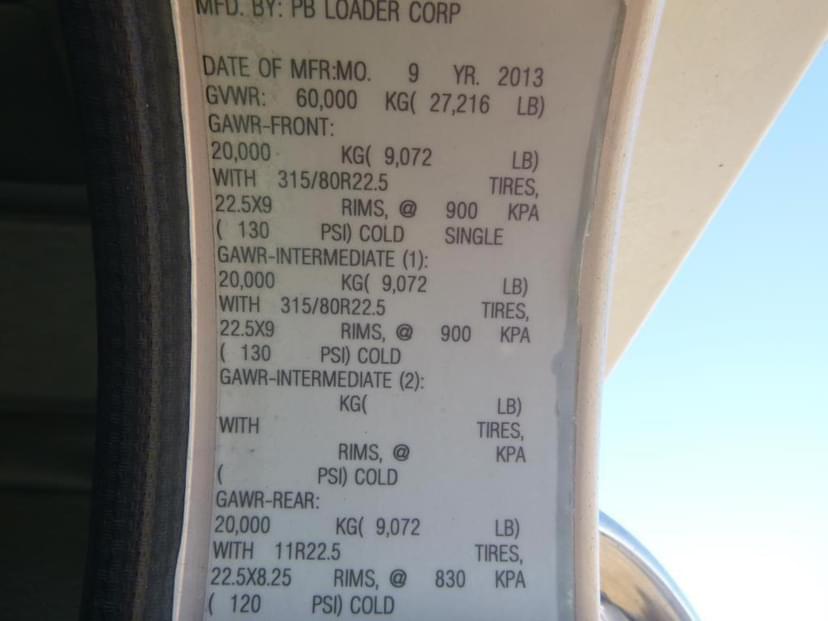 MFD. BY: PB LOADER CORP
DATE OF MFR:MO. 9 YR. 2013
GVWR: 60,000 KG( 27,216 LB)
GAWR-FRONT:
20,000 KG( 9,072 LB)
WITH 315/80R22.5 TIRES,
22.5X9 RIMS, @ 900 KPA
( 130 PSI) COLD SINGLE
GAWR-INTERMEDIATE (1):
20,000 KG( 9,072 LB)
WITH 315/80R22.5 TIRES,
22.5X9 RIMS, @ 900 KPA
( 130 PSI) COLD
GAWR-INTERMEDIATE (2):
KG( LB)
WITH TIRES,
RIMS, @ KPA
( PSI) COLD
GAWR-REAR:
20,000 KG( 9,072 LB)
WITH 11R22.5 TIRES,
22.5X8.25 RIMS, @ 830 KPA
( 120 PSI) COLD